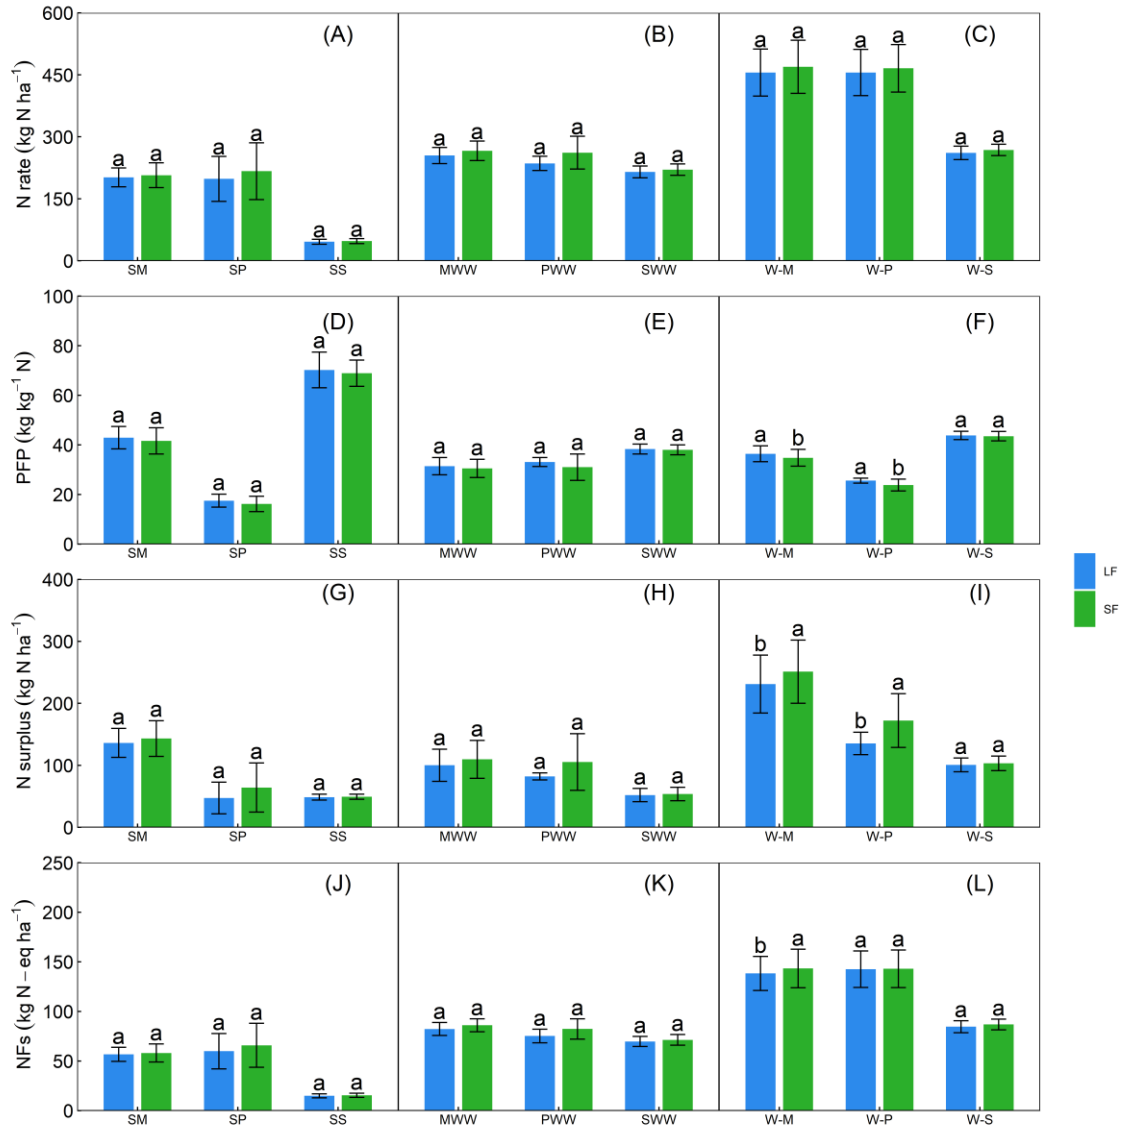 N rate (kg N ha⁻¹)
600
450
300
150
0
(A) (B) (C)
a a a a a a
a a a a a a
a a a a a a
SM SP SS MWW PWW SWW W-M W-P W-S
PFP (kg kg⁻¹ N)
100
80
60
40
20
0
(D) (E) (F)
a a a a a a
a a a a a a
a b a b a a
SM SP SS MWW PWW SWW W-M W-P W-S
N surplus (kg N ha⁻¹)
400
300
200
100
0
(G) (H) (I)
a a a a a a
a a a a a a
b a b a a a
SM SP SS MWW PWW SWW W-M W-P W-S
NFs (kg N − eq ha⁻¹)
250
200
150
100
50
0
(J) (K) (L)
a a a a a a
a a a a a a
b a a a a a
SM SP SS MWW PWW SWW W-M W-P W-S
LF
SF